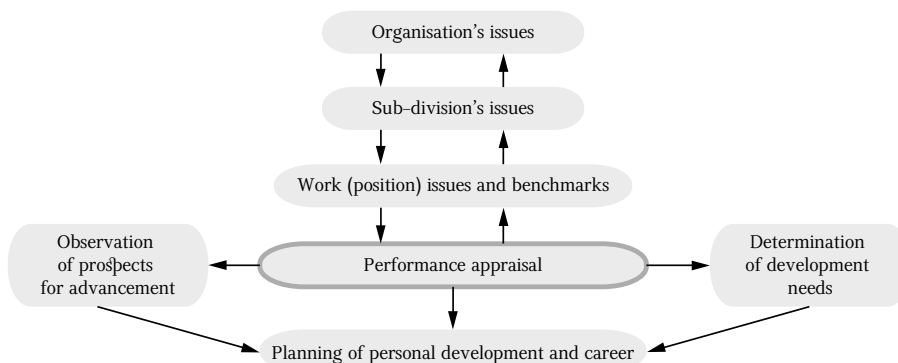 Organisation's issues
Sub-division's issues
Work (position) issues and benchmarks
Observation
of prospects
for advancement
Performance appraisal
Determination
of development
needs
Planning of personal development and career